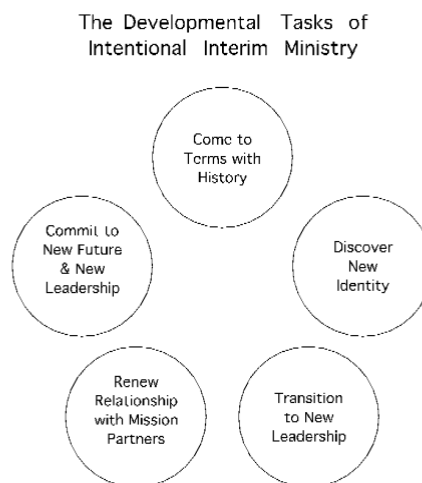 The Developmental Tasks of
Intentional Interim Ministry
Come to
Terms with
History
Commit to
New Future
& New
Leadership
Discover
New
Identity
Renew
Relationship
with Mission
Partners
Transition
to New
Leadership